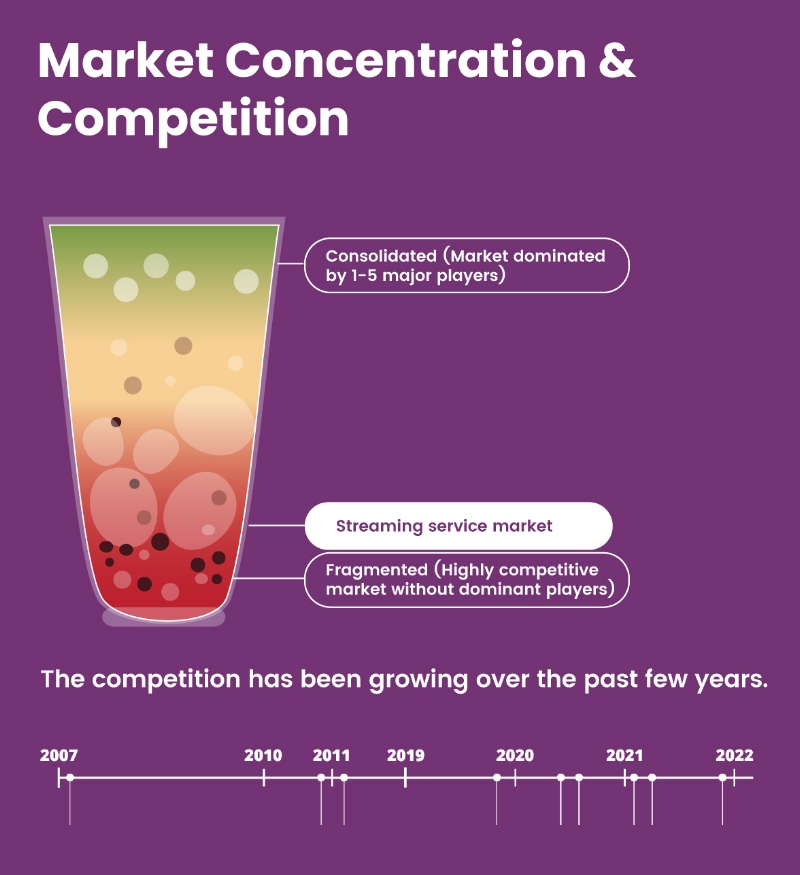 Market Concentration &
Competition
Consolidated (Market dominated
by 1-5 major players)
Streaming service market
Fragmented (Highly competitive
market without dominant players)
The competition has been growing over the past few years.
2007 2010 2011 2019 2020 2021 2022